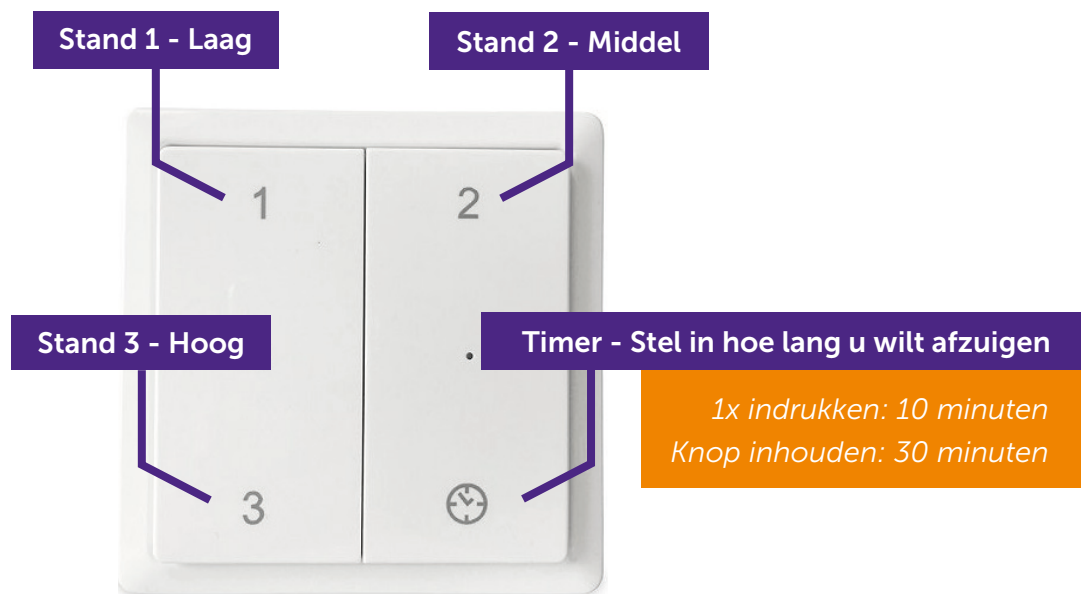 Stand 1 - Laag
Stand 2 - Middel
1
2
Stand 3 - Hoog
Timer - Stel in hoe lang u wilt afzuigen
1x indrukken: 10 minuten
Knop inhouden: 30 minuten
3